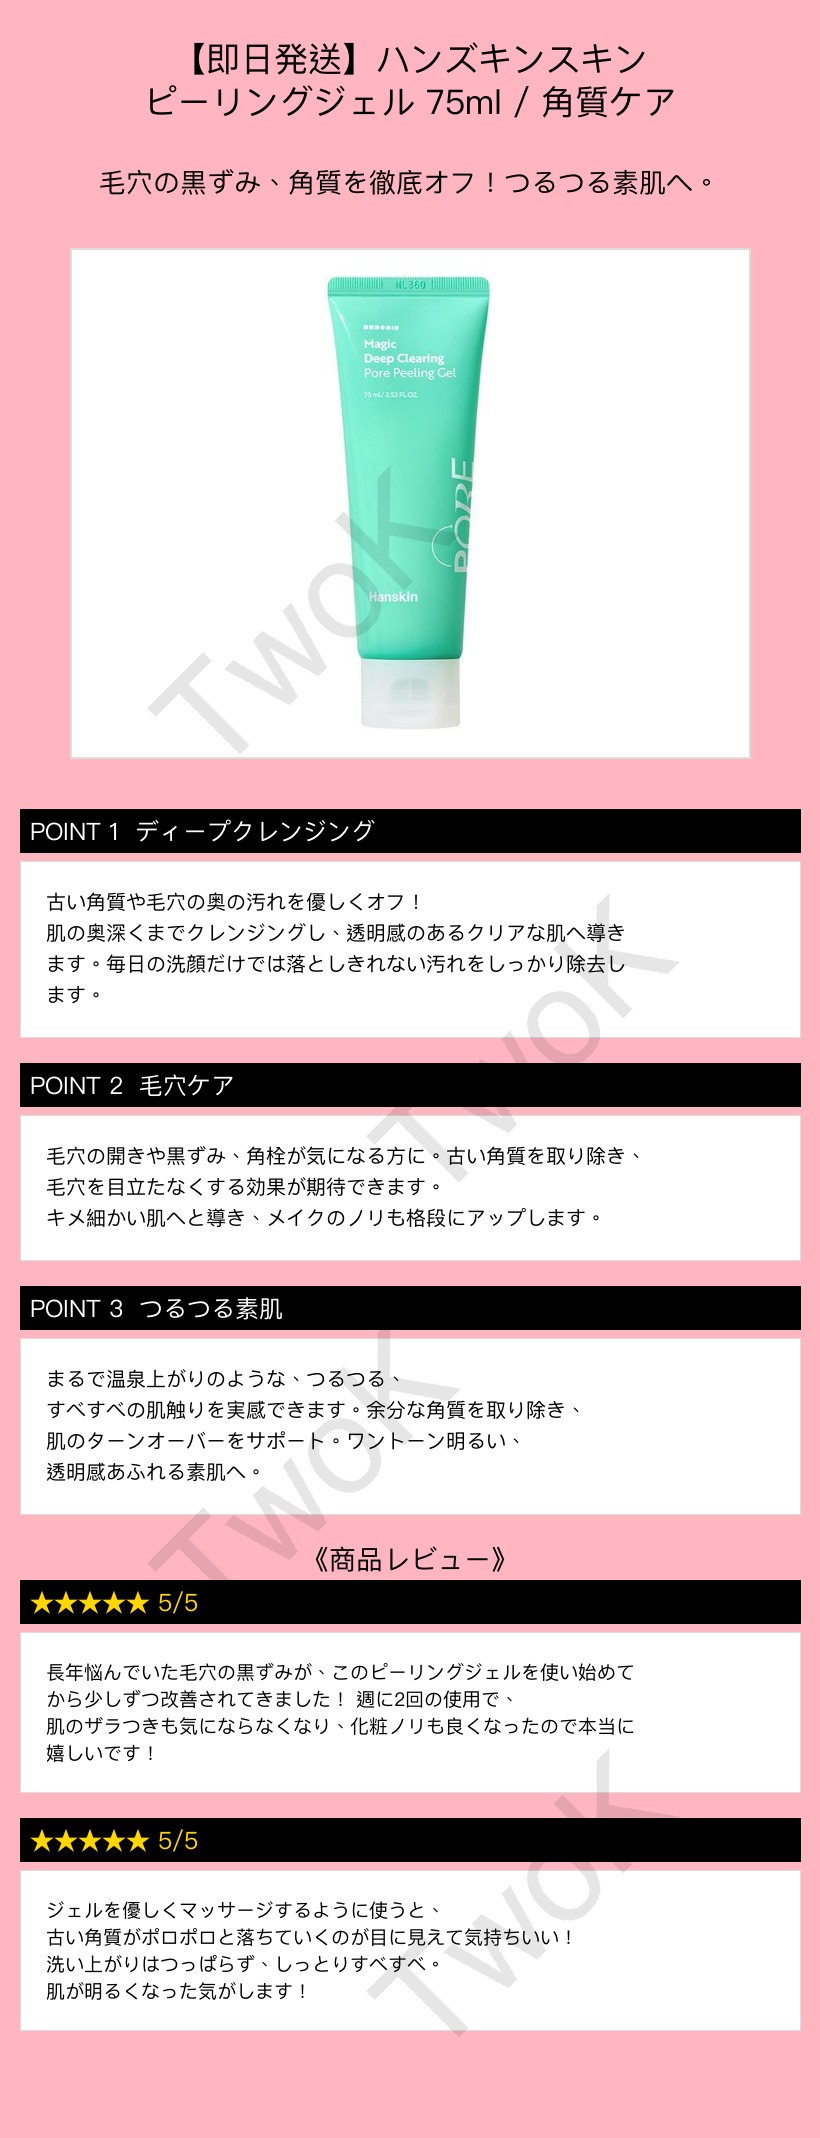 【即日発送】ハンズキンスキン
ピーリングジェル 75ml / 角質ケア
毛穴の黒ずみ、角質を徹底オフ！つるつる素肌へ。
NL360
Magic
Deep Clearing
Pore Peeling Gel
75 mL/ 2.53 FL.OZ.
PORE
Hanskin
TwoK
POINT 1 ディープクレンジング
古い角質や毛穴の奥の汚れを優しくオフ！
肌の奥深くまでクレンジングし、透明感のあるクリアな肌へ導き
ます。毎日の洗顔だけでは落としきれない汚れをしっかり除去し
ます。
TwoK
POINT 2 毛穴ケア
毛穴の開きや黒ずみ、角栓が気になる方に。古い角質を取り除き、
毛穴を目立たなくする効果が期待できます。
キメ細かい肌へと導き、メイクのノリも格段にアップします。
POINT 3 つるつる素肌
まるで温泉上がりのような、つるつる、
すべすべの肌触りを実感できます。余分な角質を取り除き、
肌のターンオーバーをサポート。ワントーン明るい、
透明感あふれる素肌へ。
TwoK
《商品レビュー》
★★★★★ 5/5
長年悩んでいた毛穴の黒ずみが、このピーリングジェルを使い始めて
から少しずつ改善されてきました！ 週に2回の使用で、
肌のザラつきも気にならなくなり、化粧ノリも良くなったので本当に
嬉しいです！
★★★★★ 5/5
ジェルを優しくマッサージするように使うと、
古い角質がポロポロと落ちていくのが目に見えて気持ちいい！
洗い上がりはつっぱらず、しっとりすべすべ。
肌が明るくなった気がします！
TwoK